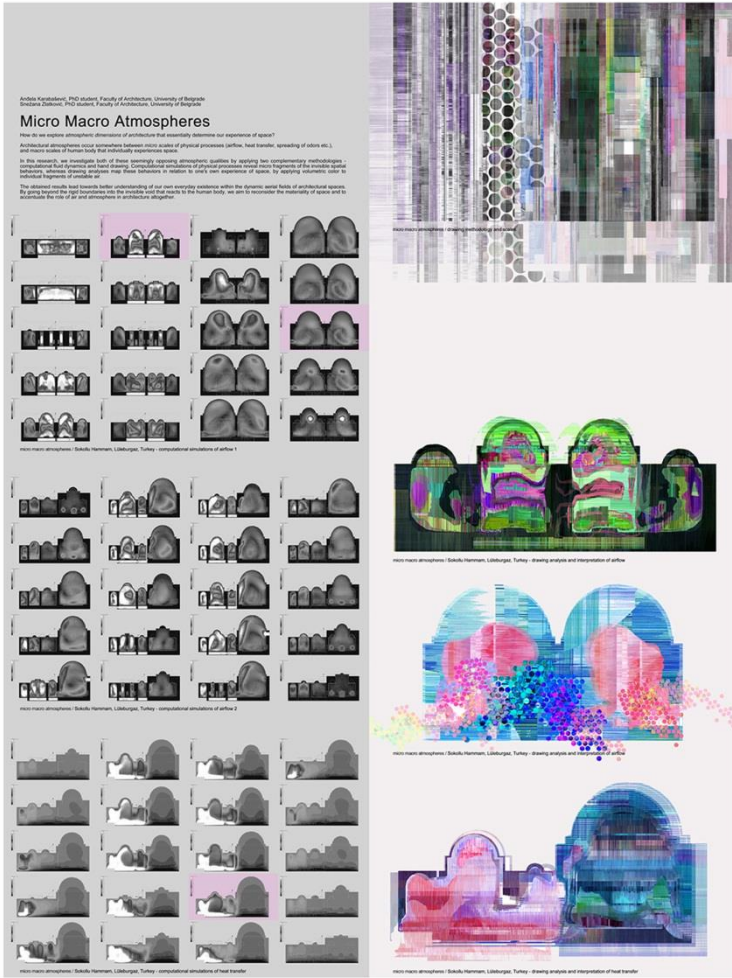 Anđela Karabašević, PhD student, Faculty of Architecture, University of Belgrade
Snežana Zlatković, PhD student, Faculty of Architecture, University of Belgrade
Micro Macro Atmospheres
How do we explore atmospheric dimensions of architecture that essentially determine our experience of space?
Architectural atmospheres occur somewhere between micro scales of physical processes (airflow, heat transfer, spreading of odors etc.),
and macro scales of human body that individually experiences space.
In this research, we investigate both of these seemingly opposing atmospheric qualities by applying two complementary methodologies -
computational fluid dynamics and hand drawing. Computational simulations of physical processes reveal micro fragments of the invisible spatial
behaviors, whereas drawing analyses map these behaviors in relation to one's own experience of space, by applying volumetric color to
individual fragments of unstable air.
The obtained results lead towards better understanding of our own everyday existence within the dynamic aerial fields of architectural spaces.
By going beyond the rigid boundaries into the invisible void that reacts to the human body, we aim to reconsider the materiality of space and to
accentuate the role of air and atmosphere in architecture altogether.
micro macro atmospheres / Sokollu Hammam, Lüleburgaz, Turkey - computational simulations of airflow 1
micro macro atmospheres / Sokollu Hammam, Lüleburgaz, Turkey - computational simulations of airflow 2
micro macro atmospheres / Sokollu Hammam, Lüleburgaz, Turkey - computational simulations of heat transfer
micro macro atmospheres / drawing methodology and
micro macro atmospheres / Sokollu Hammam, Lüleburgaz, Turkey - drawing analysis and interpretation of airflow
micro macro atmospheres / Sokollu Hammam, Lüleburgaz, Turkey - drawing analysis and interpretation of airflow
micro macro atmospheres / Sokollu Hammam, Lüleburgaz, Turkey - drawing analysis and interpretation of heat transfer